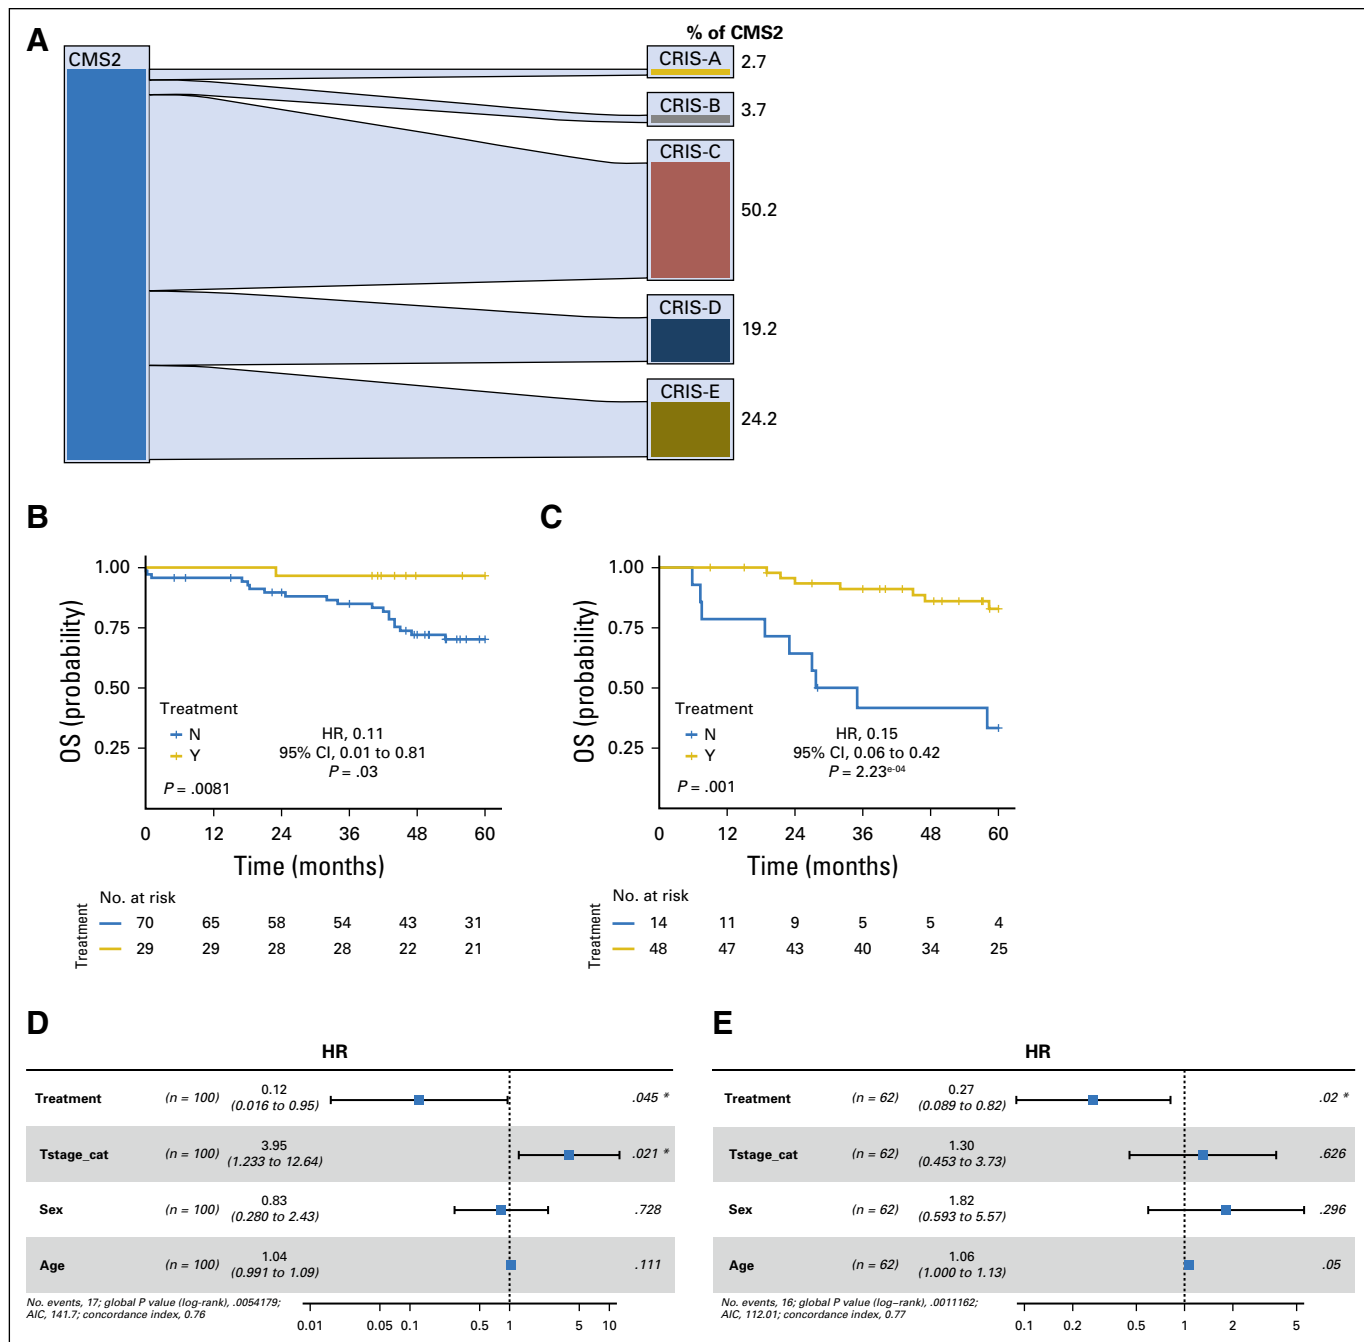 A
% of CMS2
CMS2
CRIS-A 2.7
CRIS-B 3.7
CRIS-C
50.2
CRIS-D
19.2
CRIS-E
24.2
B
OS (probability)
1.00
0.75
0.50
0.25
Treatment
N
Y
HR, 0.11
95% CI, 0.01 to 0.81
P = .03
P = .0081
0 12 24 36 48 60
Time (months)
No. at risk
Treatment
70 65 58 54 43 31
29 29 28 28 22 21
C
OS (probability)
1.00
0.75
0.50
0.25
Treatment
N
Y
HR, 0.15
95% CI, 0.06 to 0.42
P = 2.23e-04
P = .001
0 12 24 36 48 60
Time (months)
No. at risk
Treatment
14 11 9 5 5 4
48 47 43 40 34 25
D
HR
Treatment (n = 100) 0.12 (0.016 to 0.95) .045 *
Tstage_cat (n = 100) 3.95 (1.233 to 12.64) .021 *
Sex (n = 100) 0.83 (0.280 to 2.43) .728
Age (n = 100) 1.04 (0.991 to 1.09) .111
No. events, 17; global P value (log-rank), .0054179;
AIC, 141.7; concordance index, 0.76
0.01 0.05 0.1 0.5 1 5 10
E
HR
Treatment (n = 62) 0.27 (0.089 to 0.82) .02 *
Tstage_cat (n = 62) 1.30 (0.453 to 3.73) .626
Sex (n = 62) 1.82 (0.593 to 5.57) .296
Age (n = 62) 1.06 (1.000 to 1.13) .05
No. events, 16; global P value (log–rank), .0011162;
AIC, 112.01; concordance index, 0.77
0.1 0.2 0.5 1 2 5